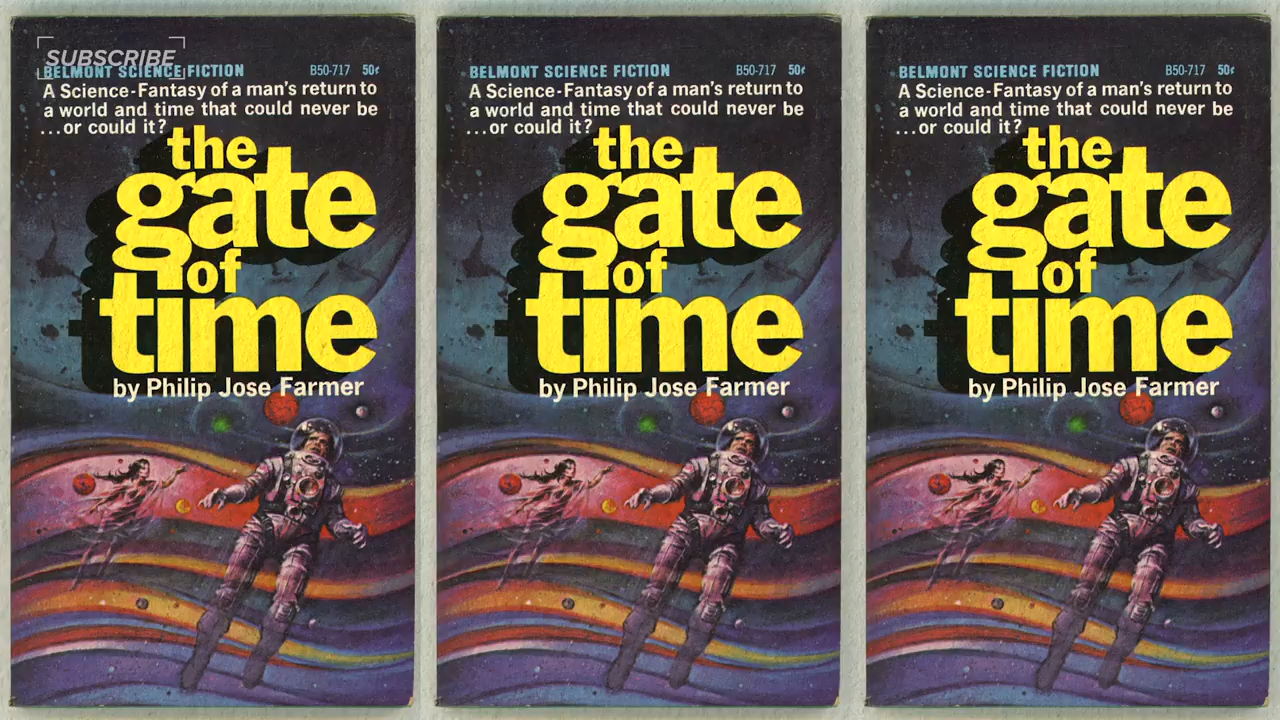 SUBSCRIBE
BELMONT SCIENCE FICTION B50-717 50¢
A Science-Fantasy of a man's return to
a world and time that could never be
...or could it?
the
gate
of
time
by Philip Jose Farmer
BELMONT SCIENCE FICTION B50-717 50¢
A Science-Fantasy of a man's return to
a world and time that could never be
...or could it?
the
gate
of
time
by Philip Jose Farmer
BELMONT SCIENCE FICTION B50-717 50¢
A Science-Fantasy of a man's return to
a world and time that could never be
...or could it?
the
gate
of
time
by Philip Jose Farmer